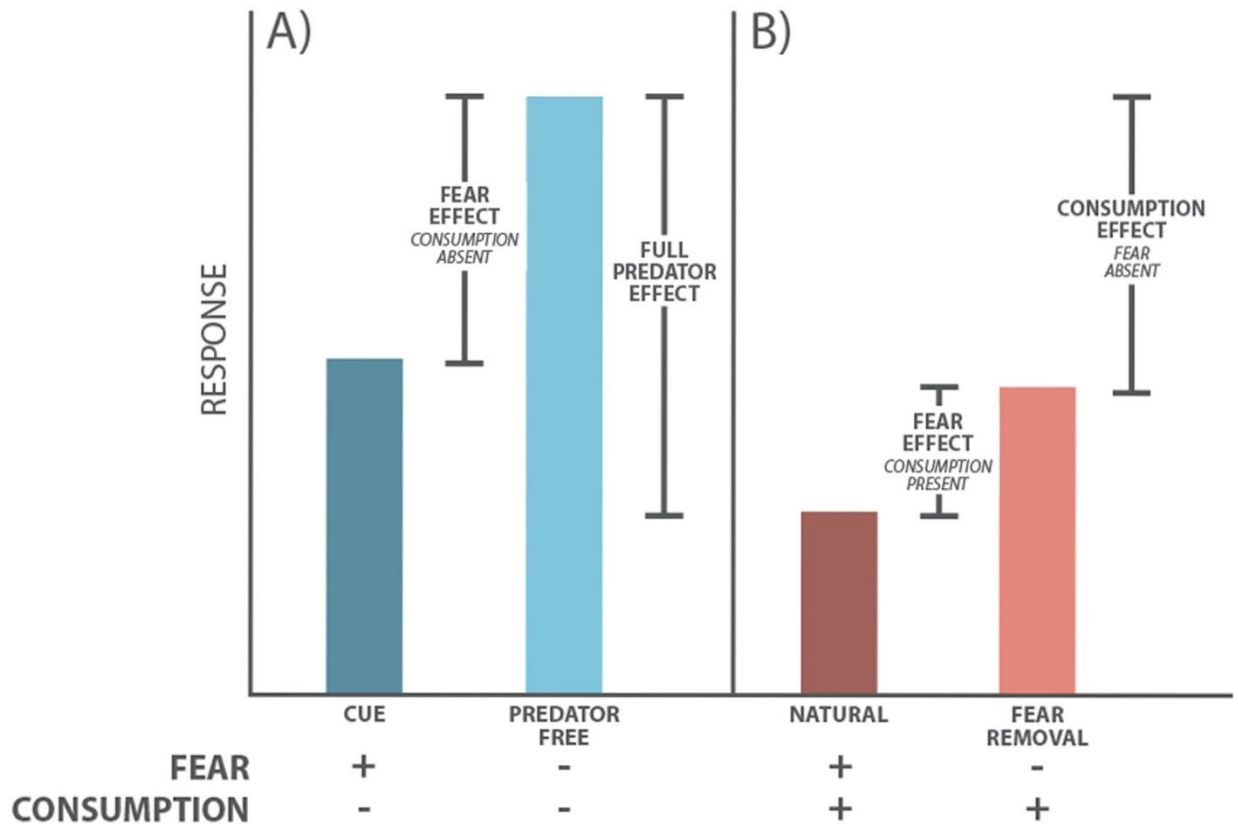 A)
B)
FEAR
EFFECT
CONSUMPTION
ABSENT
FULL
PREDATOR
EFFECT
CONSUMPTION
EFFECT
FEAR
ABSENT
FEAR
EFFECT
CONSUMPTION
PRESENT
RESPONSE
CUE
PREDATOR
FREE
NATURAL
FEAR
REMOVAL
FEAR + - + -
CONSUMPTION - - + +